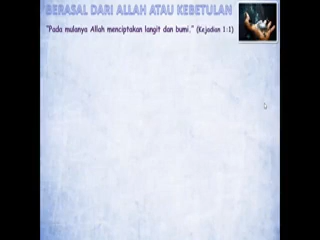 BERASAL DARI ALLAH ATAU KEBETULAN
"Pada mulanya Allah menciptakan langit dan bumi." (Kejadian 1:1)